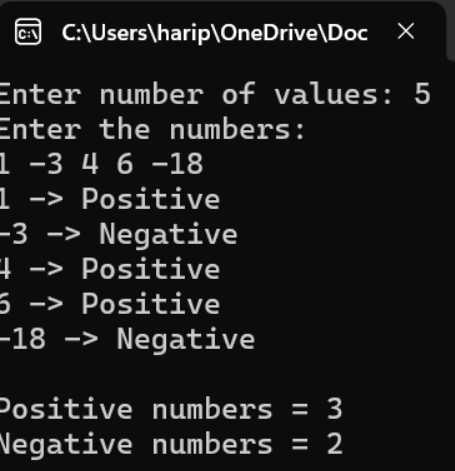 C:\Users\harip\OneDrive\Doc
Enter number of values: 5
Enter the numbers:
1 -3 4 6 -18
1 -> Positive
-3 -> Negative
4 -> Positive
6 -> Positive
-18 -> Negative
Positive numbers = 3
Negative numbers = 2